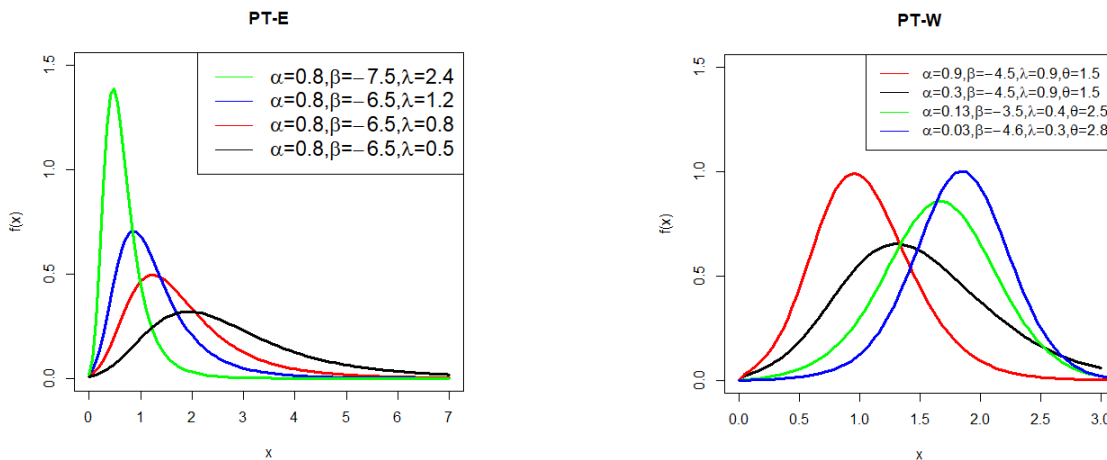 PT-E
α=0.8,β=−7.5,λ=2.4
α=0.8,β=−6.5,λ=1.2
α=0.8,β=−6.5,λ=0.8
α=0.8,β=−6.5,λ=0.5
f(x)
1.5
1.0
0.5
0.0
0 1 2 3 4 5 6 7
x
PT-W
α=0.9,β=−4.5,λ=0.9,θ=1.5
α=0.3,β=−4.5,λ=0.9,θ=1.5
α=0.13,β=−3.5,λ=0.4,θ=2.5
α=0.03,β=−4.6,λ=0.3,θ=2.8
f(x)
1.5
1.0
0.5
0.0
0.0 0.5 1.0 1.5 2.0 2.5 3.0
x